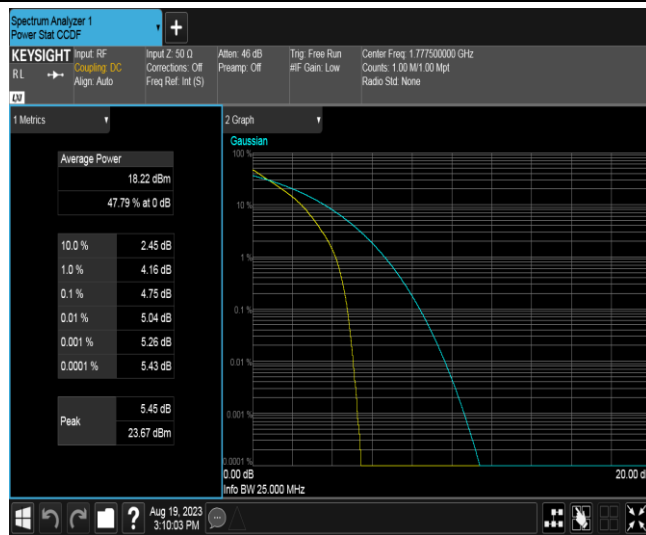 Spectrum Analyzer 1
Power Stat CCDF
+
KEYSIGHT
RL
LXI
Input: RF
Coupling: DC
Align: Auto
Input Z: 50 Ω
Corrections: Off
Freq Ref: Int (S)
Atten: 46 dB
Preamp: Off
Trig: Free Run
#IF Gain: Low
Center Freq: 1.777500000 GHz
Counts: 1.00 M/1.00 Mpt
Radio Std: None
1 Metrics
Average Power
18.22 dBm
47.79 % at 0 dB
10.0 % 2.45 dB
1.0 % 4.16 dB
0.1 % 4.75 dB
0.01 % 5.04 dB
0.001 % 5.26 dB
0.0001 % 5.43 dB
Peak
5.45 dB
23.67 dBm
2 Graph
Gaussian
100 %
10 %
1 %
0.1 %
0.01 %
0.001 %
0.0001 %
0.00 dB
20.00 d
Info BW 25.000 MHz
?
Aug 19, 2023
3:10:03 PM